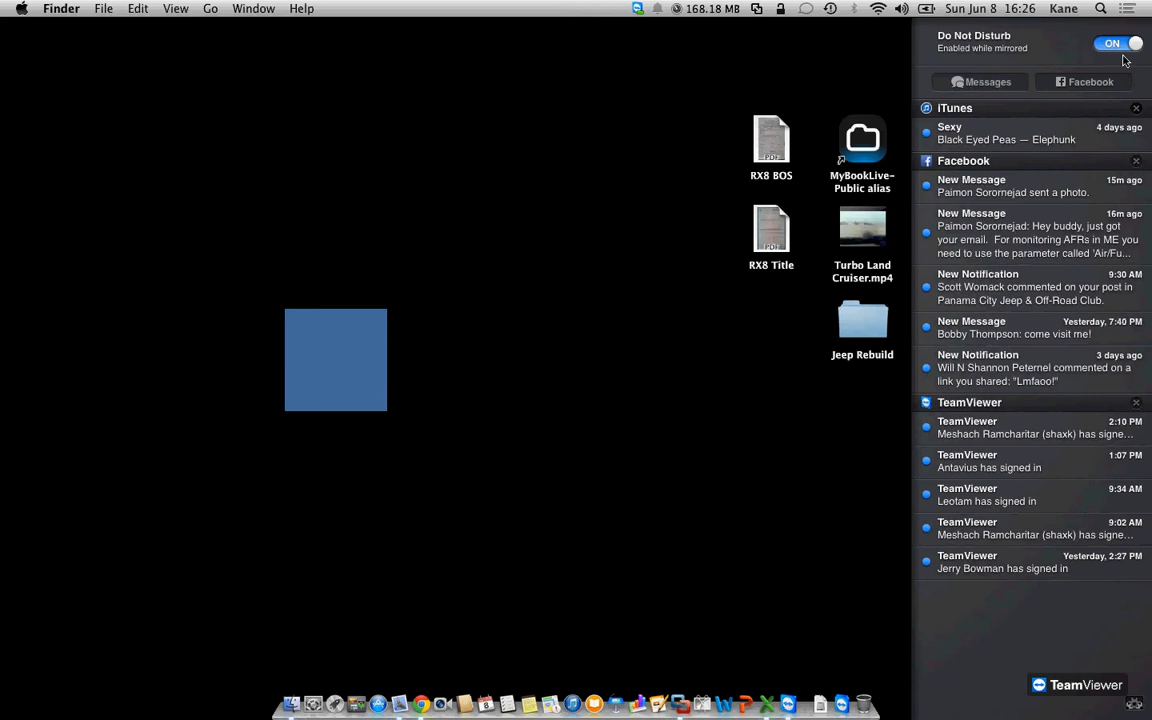 Finder File Edit View Go Window Help 168.18 MB Sun Jun 8 16:26 Kane
Do Not Disturb
Enabled while mirrored
ON
Messages Facebook
iTunes
Sexy 4 days ago
Black Eyed Peas — Elephunk
Facebook
New Message 15m ago
Paimon Sorornejad sent a photo.
New Message 16m ago
Paimon Sorornejad: Hey buddy, just got
your email. For monitoring AFRs in ME you
need to use the parameter called 'Air/Fu...
New Notification 9:30 AM
Scott Womack commented on your post in
Panama City Jeep & Off-Road Club.
New Message Yesterday, 7:40 PM
Bobby Thompson: come visit me!
New Notification 3 days ago
Will N Shannon Peternel commented on a
link you shared: "Lmfaoo!"
TeamViewer
TeamViewer 2:10 PM
Meshach Ramcharitar (shaxk) has signe...
TeamViewer 1:07 PM
Antavius has signed in
TeamViewer 9:34 AM
Leotam has signed in
TeamViewer 9:02 AM
Meshach Ramcharitar (shaxk) has signe...
TeamViewer Yesterday, 2:27 PM
Jerry Bowman has signed in
TeamViewer
PDF
RX8 BOS
MyBookLive-
Public alias
PDF
RX8 Title
Turbo Land
Cruiser.mp4
Jeep Rebuild